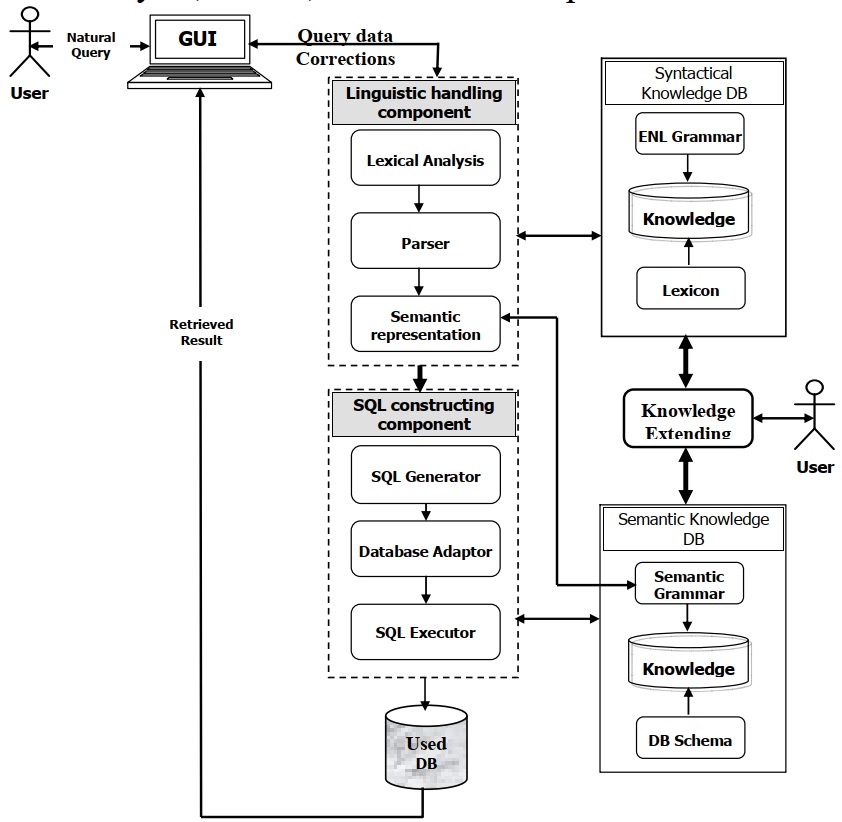 Natural
Query
GUI
Query data
Corrections
User
Linguistic handling
component
Lexical Analysis
Parser
Semantic
representation
Syntactical
Knowledge DB
ENL Grammar
Knowledge
Lexicon
Retrieved
Result
SQL constructing
component
SQL Generator
Database Adaptor
SQL Executor
Knowledge
Extending
User
Semantic Knowledge
DB
Semantic
Grammar
Knowledge
DB Schema
Used
DB